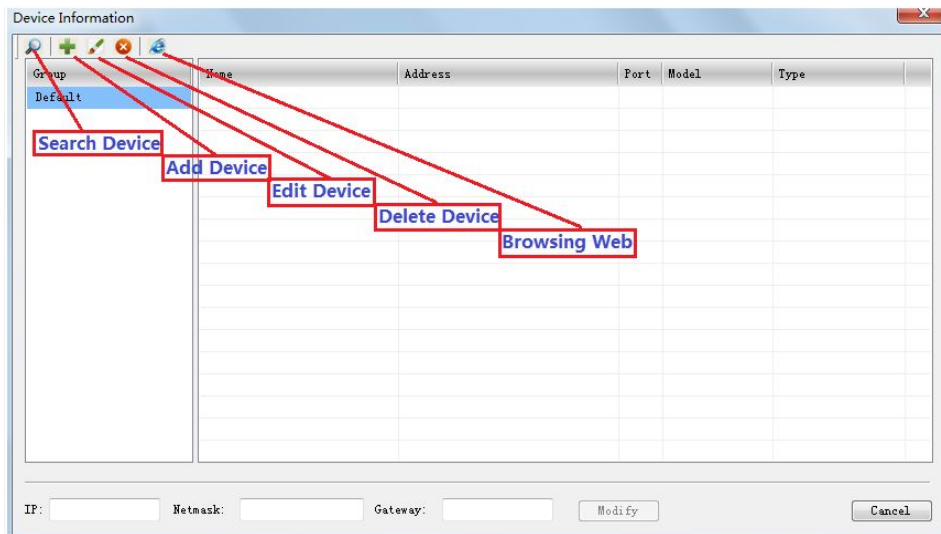 Device Information
Group Name Address Port Model Type
Default
Search Device
Add Device
Edit Device
Delete Device
Browsing Web
IP: Netmask: Gateway: Modify Cancel